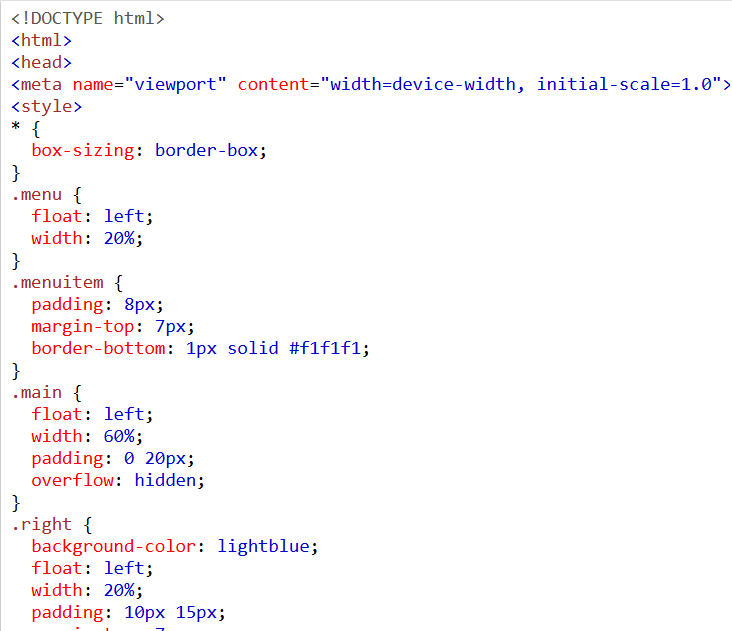 <!DOCTYPE html>
<html>
<head>
<meta name="viewport" content="width=device-width, initial-scale=1.0">
<style>
* {
  box-sizing: border-box;
}
.menu {
  float: left;
  width: 20%;
}
.menuitem {
  padding: 8px;
  margin-top: 7px;
  border-bottom: 1px solid #f1f1f1;
}
.main {
  float: left;
  width: 60%;
  padding: 0 20px;
  overflow: hidden;
}
.right {
  background-color: lightblue;
  float: left;
  width: 20%;
  padding: 10px 15px;